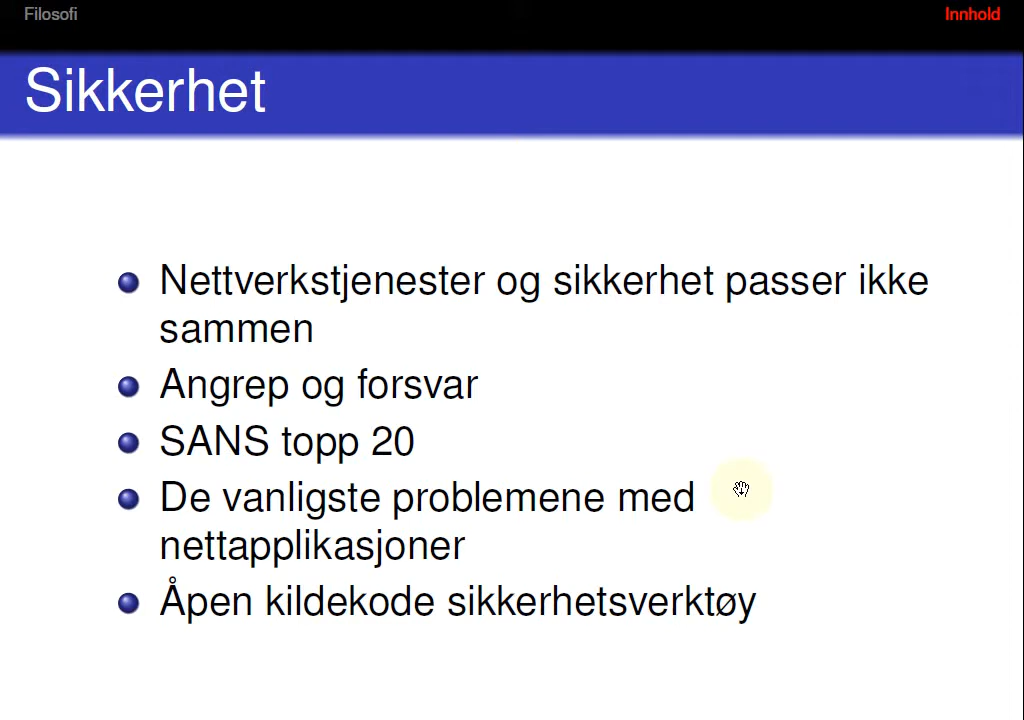 Filosofi
Innhold
Sikkerhet
Nettverkstjenester og sikkerhet passer ikke
sammen
Angrep og forsvar
SANS topp 20
De vanligste problemene med
nettapplikasjoner
Åpen kildekode sikkerhetsverktøy